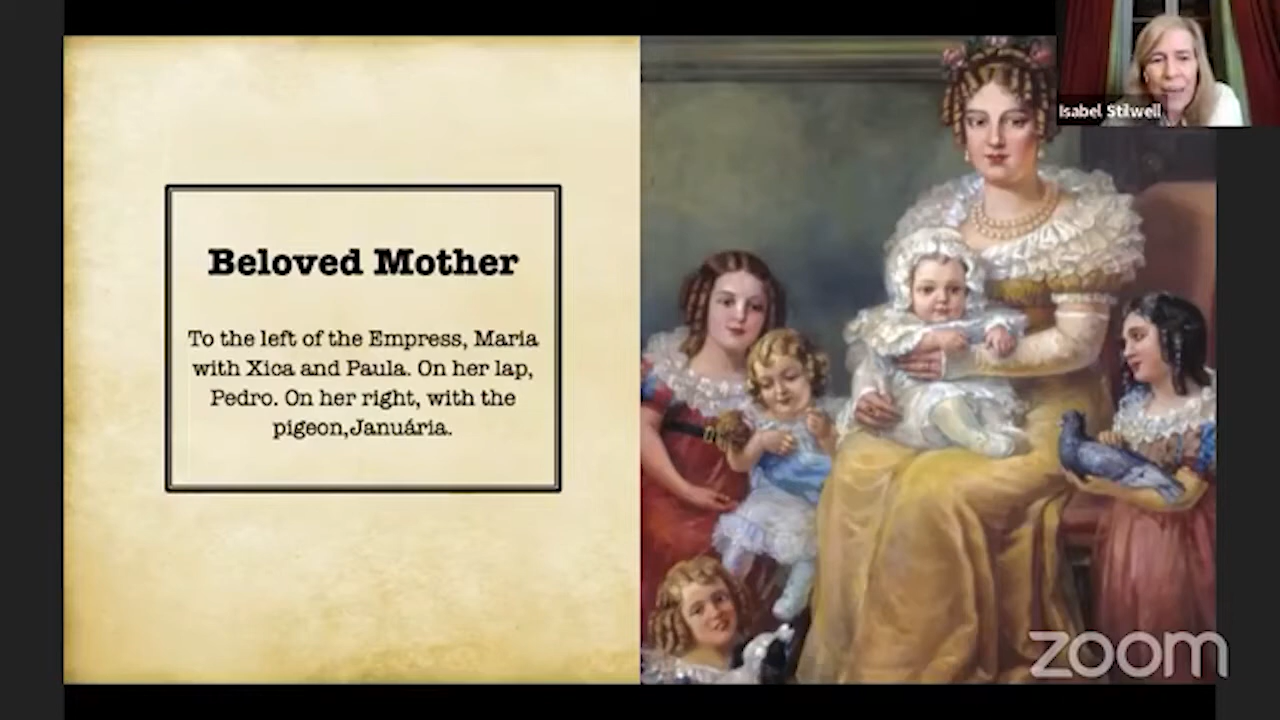 Beloved Mother
To the left of the Empress, Maria
with Xica and Paula. On her lap,
Pedro. On her right, with the
pigeon,Januária.
Isabel Stilwell
zoom